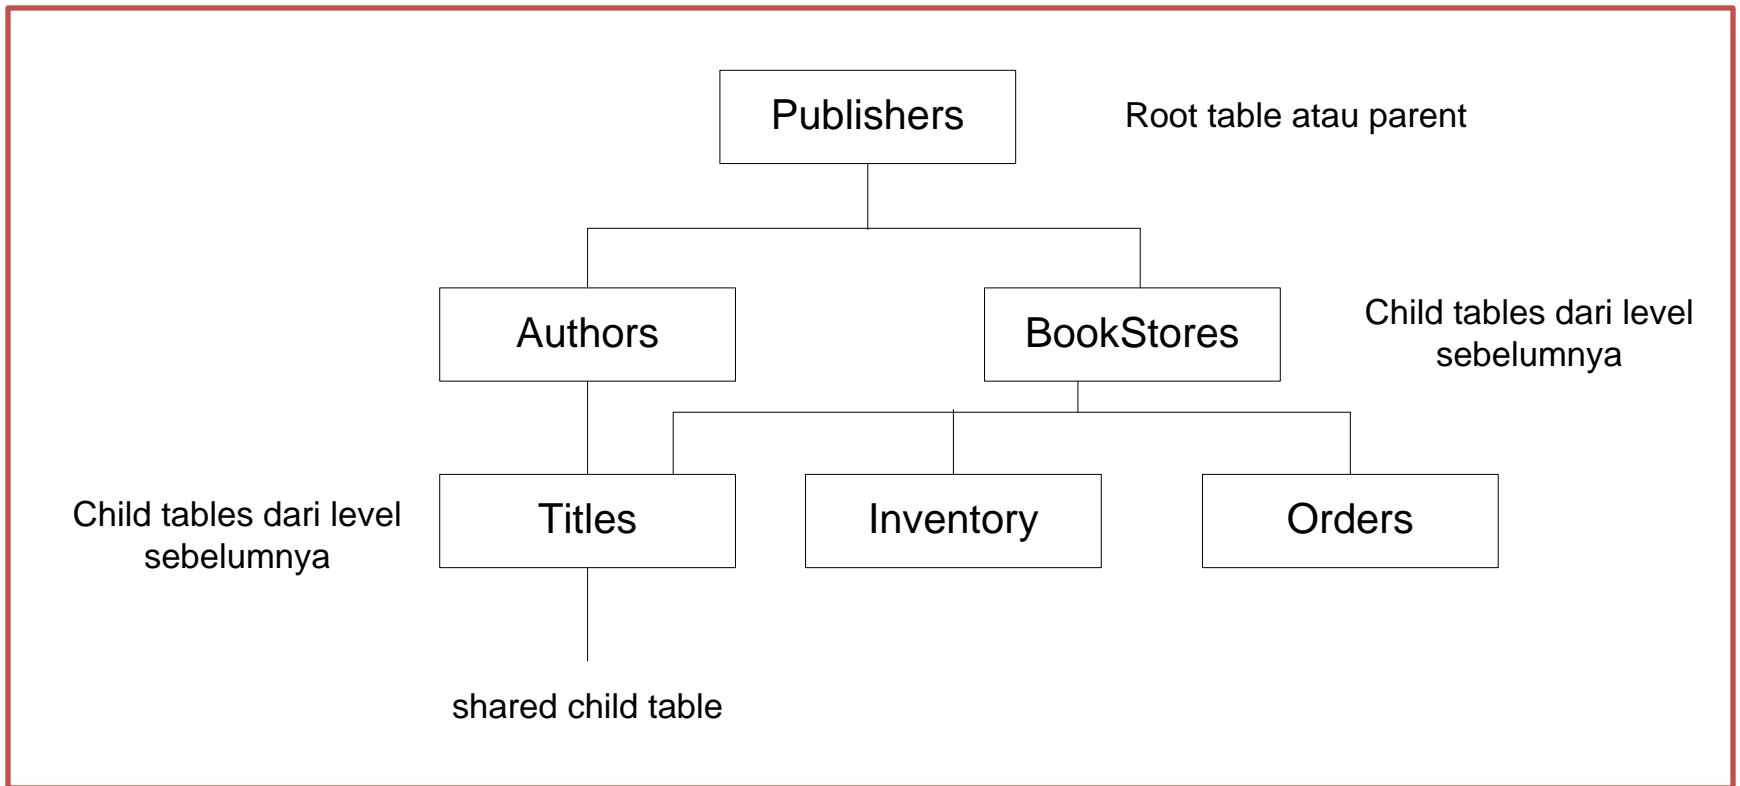 Publishers
Root table atau parent
Authors
BookStores
Child tables dari level
sebelumnya
Child tables dari level
sebelumnya
Titles
Inventory
Orders
shared child table